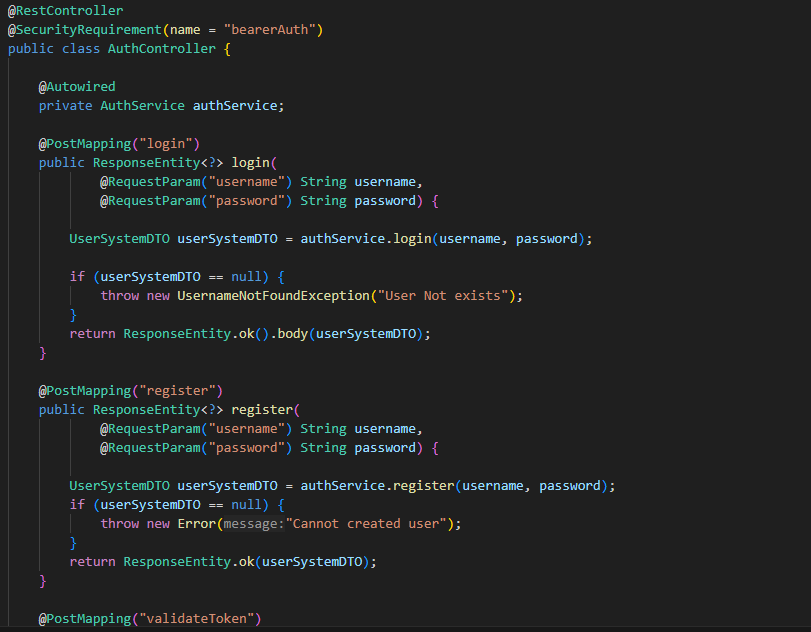 @RestController
@SecurityRequirement(name = "bearerAuth")
public class AuthController {
@Autowired
private AuthService authService;
@PostMapping("login")
public ResponseEntity<?> login(
@RequestParam("username") String username,
@RequestParam("password") String password) {
UserSystemDTO userSystemDTO = authService.login(username, password);
if (userSystemDTO == null) {
throw new UsernameNotFoundException("User Not exists");
}
return ResponseEntity.ok().body(userSystemDTO);
}
@PostMapping("register")
public ResponseEntity<?> register(
@RequestParam("username") String username,
@RequestParam("password") String password) {
UserSystemDTO userSystemDTO = authService.register(username, password);
if (userSystemDTO == null) {
throw new Error(message:"Cannot created user");
}
return ResponseEntity.ok(userSystemDTO);
}
@PostMapping("validateToken")